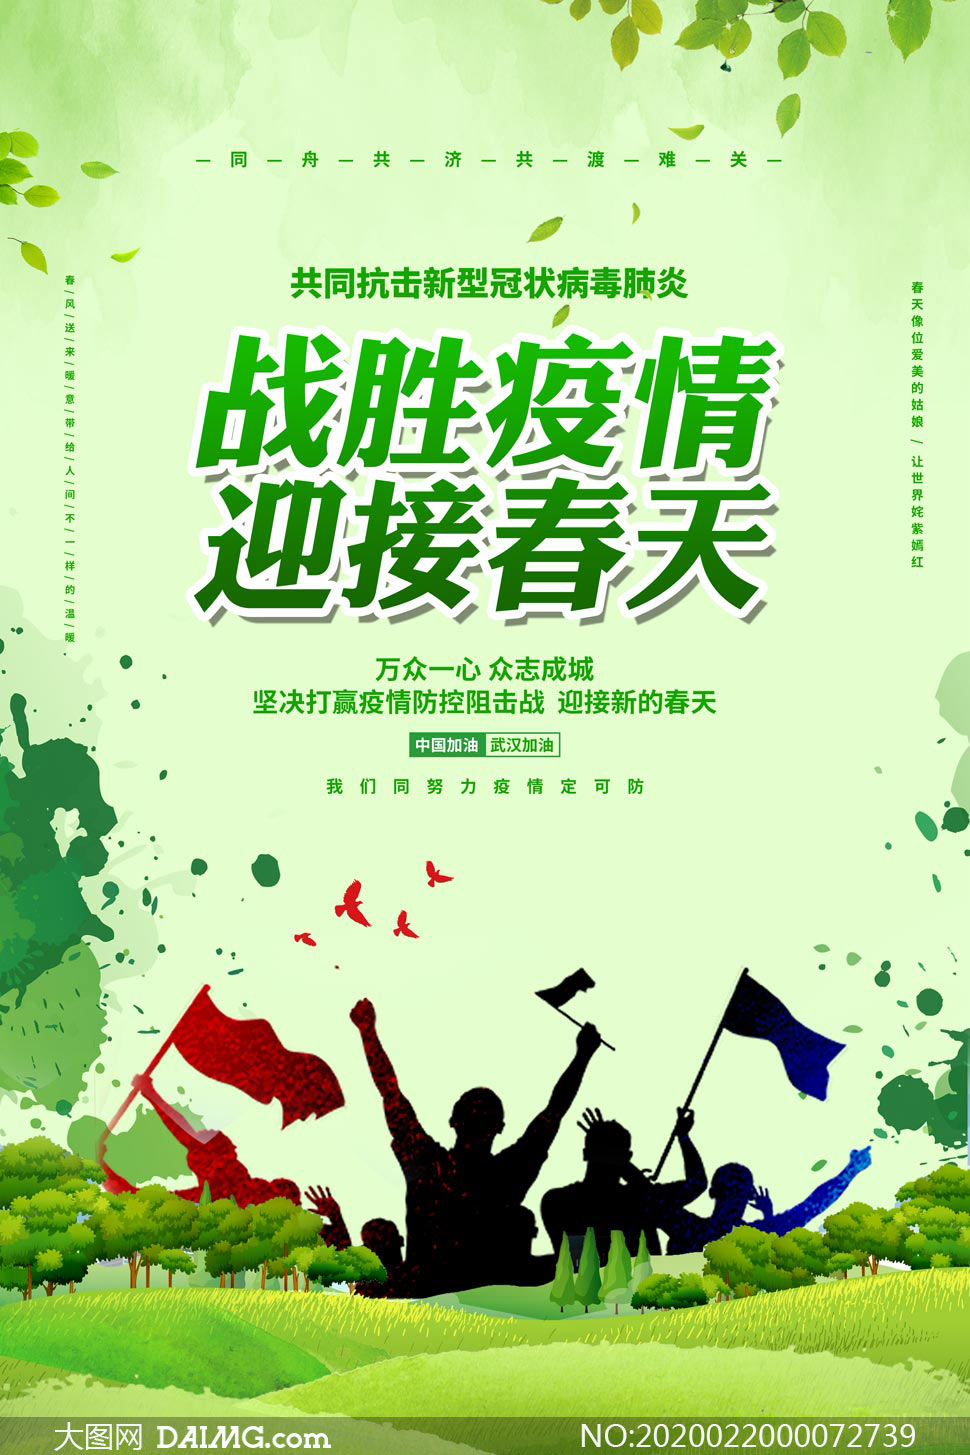 —同—舟—共—济—共—渡—难—关—
共同抗击新型冠状病毒肺炎
战胜疫情
迎接春天
春/风/送/来/暖/意/带/给/人/间/不/一/样/的/温/暖
春天像位爱美的姑娘/让世界姹紫嫣红
万众一心 众志成城
坚决打赢疫情防控阻击战 迎接新的春天
中国加油 武汉加油
我们同努力疫情定可防
大图网 DAIMG.com
NO:2020022000072739